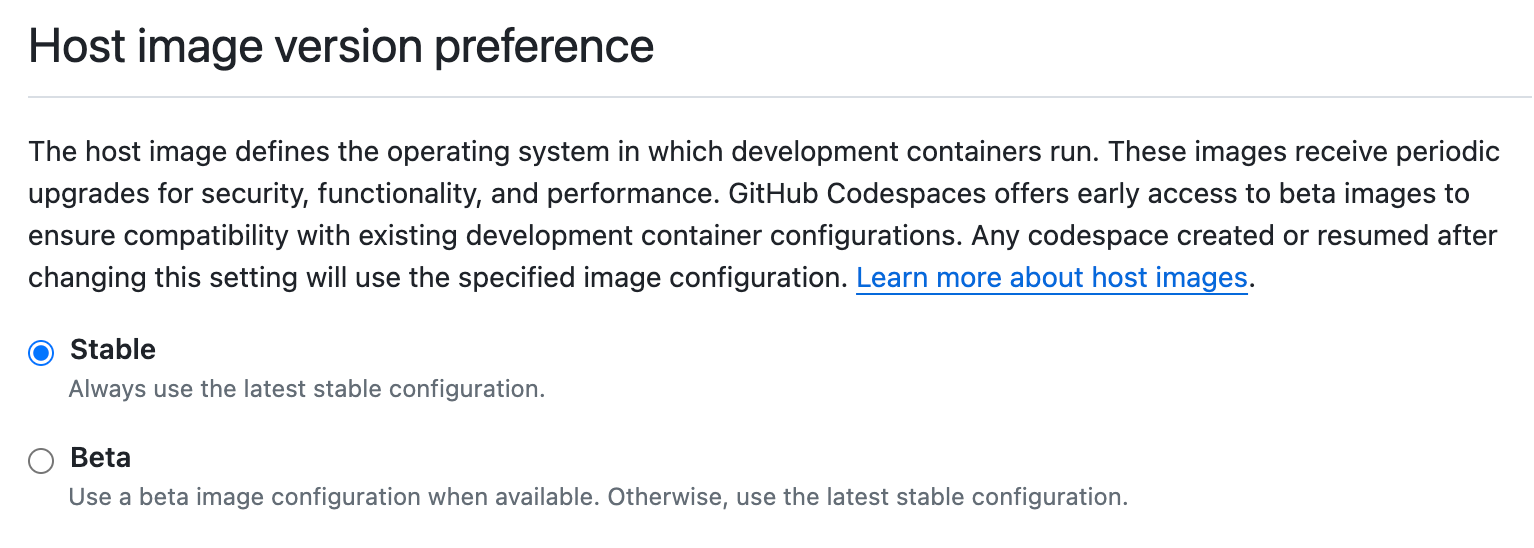 Host image version preference
The host image defines the operating system in which development containers run. These images receive periodic
upgrades for security, functionality, and performance. GitHub Codespaces offers early access to beta images to
ensure compatibility with existing development container configurations. Any codespace created or resumed after
changing this setting will use the specified image configuration. Learn more about host images.
Stable
Always use the latest stable configuration.
Beta
Use a beta image configuration when available. Otherwise, use the latest stable configuration.